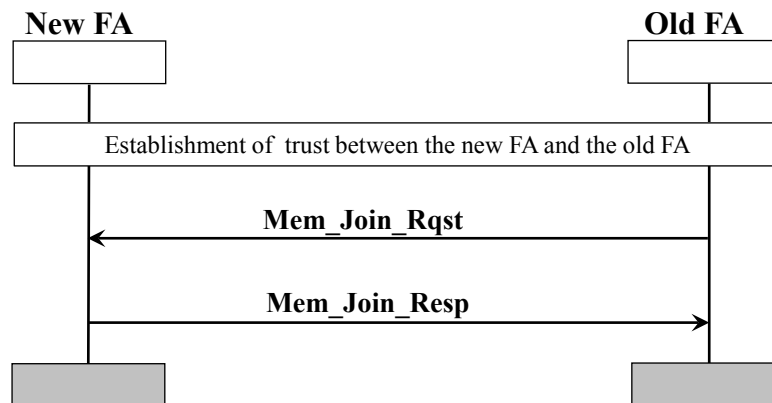 New FA
Old FA
Establishment of trust between the new FA and the old FA
Mem_Join_Rqst
Mem_Join_Resp